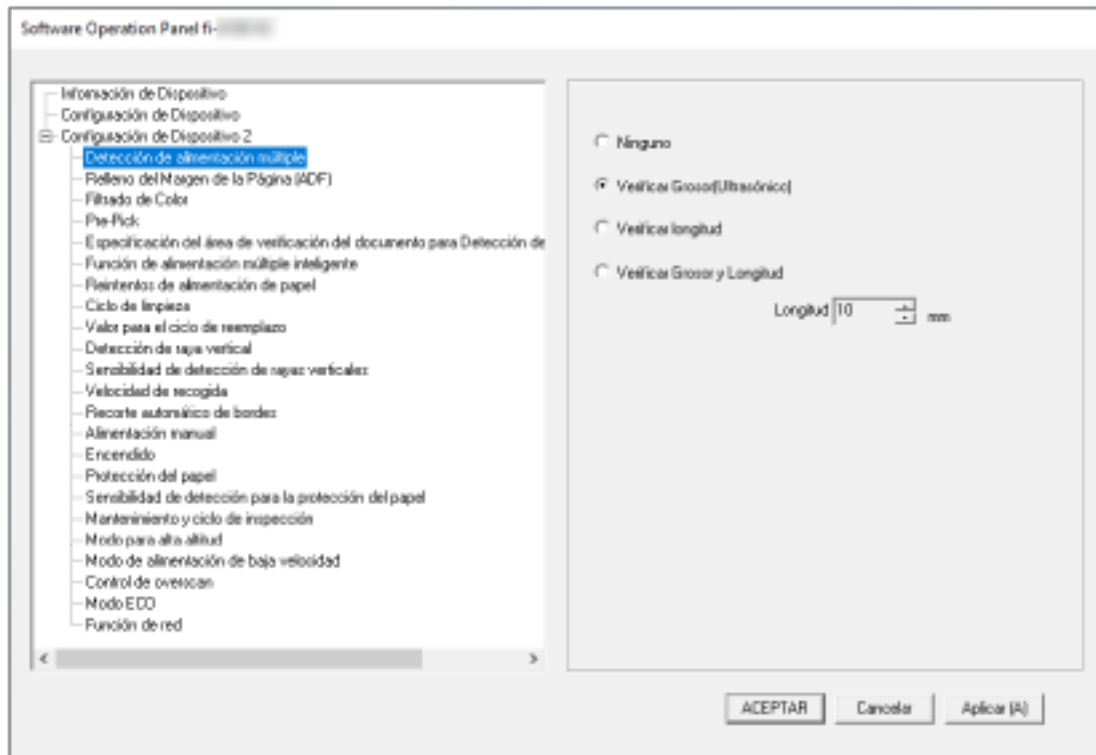 Software Operation Panel fi-
Información de Dispositivo
Configuración de Dispositivo
Configuración de Dispositivo 2
Detección de alimentación múltiple
Relleno del Margen de la Página (ADF)
Filtrado de Color
Pre-Pick
Especificación del área de verificación del documento para Detección de
Función de alimentación múltiple inteligente
Reintentos de alimentación de papel
Ciclo de limpieza
Valor para el ciclo de reemplazo
Detección de raya vertical
Sensibilidad de detección de rayas verticales
Velocidad de recogida
Recorte automático de bordes
Alimentación manual
Encendido
Protección del papel
Sensibilidad de detección para la protección del papel
Mantenimiento y ciclo de inspección
Modo para alta altitud
Modo de alimentación de baja velocidad
Control de overscan
Modo ECO
Función de red
Ninguno
Verificar Grosor(Ultrasónico)
Verificar longitud
Verificar Grosor y Longitud
Longitud 10 mm
ACEPTAR Cancelar Aplicar (A)